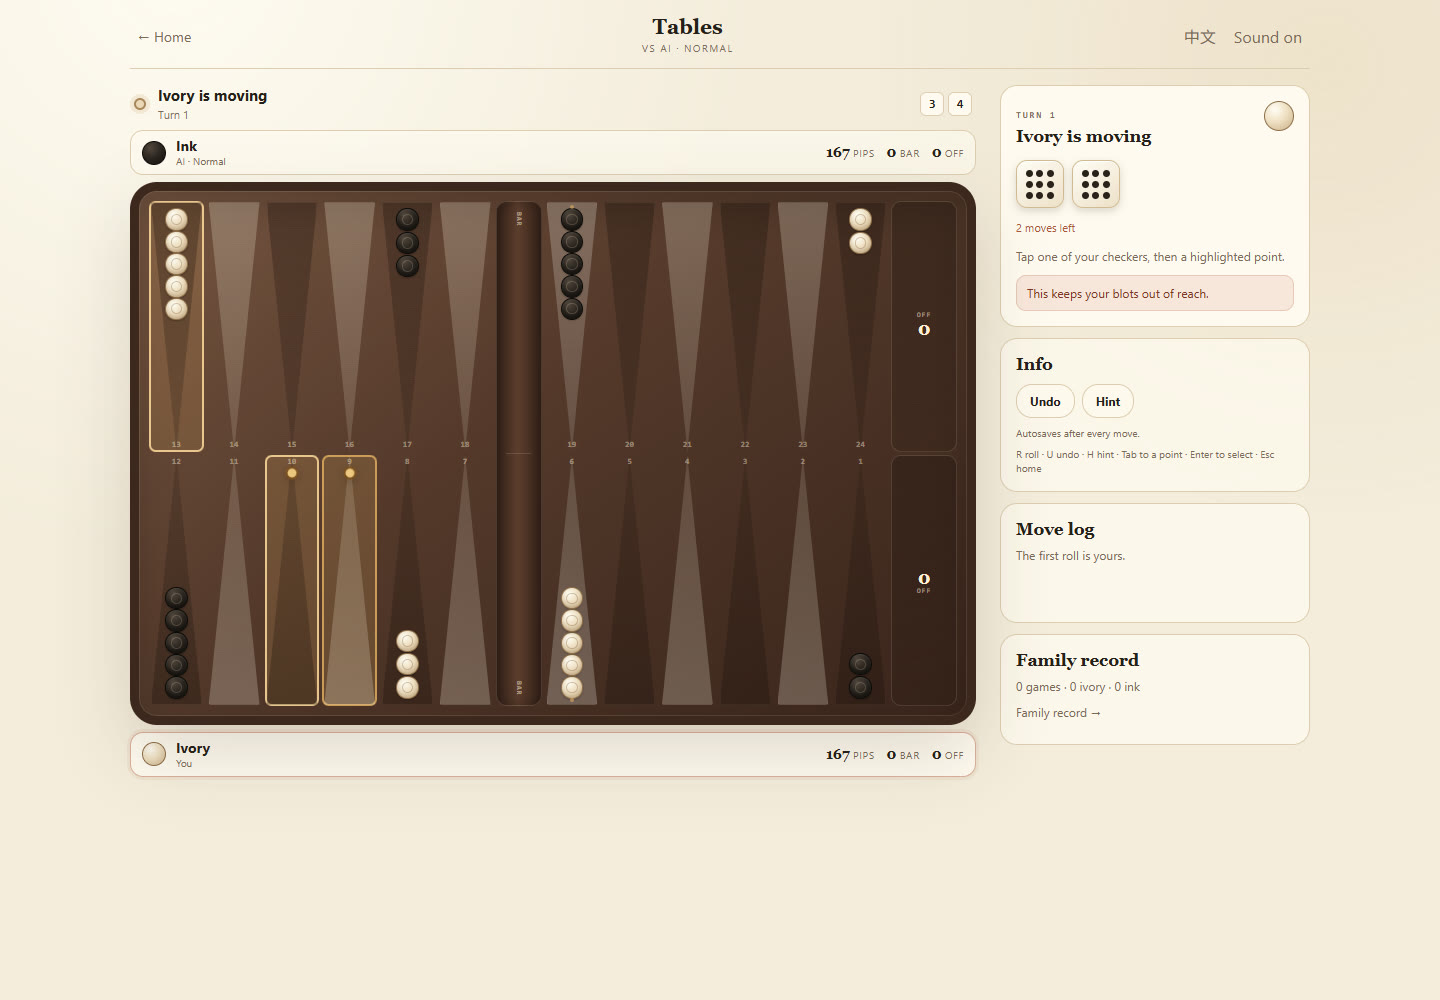 ← Home
Tables
VS AI · NORMAL
中文
Sound on
Ivory is moving
Turn 1
3 4
Ink
AI · Normal
167 PIPS 0 BAR 0 OFF
BAR
13 14 15 16 17 18 19 20 21 22 23 24
12 11 10 9 8 7 6 5 4 3 2 1
BAR
OFF
0
0
OFF
Ivory
You
167 PIPS 0 BAR 0 OFF
TURN 1
Ivory is moving
2 moves left
Tap one of your checkers, then a highlighted point.
This keeps your blots out of reach.
Info
Undo
Hint
Autosaves after every move.
R roll · U undo · H hint · Tab to a point · Enter to select · Esc
home
Move log
The first roll is yours.
Family record
0 games · 0 ivory · 0 ink
Family record →